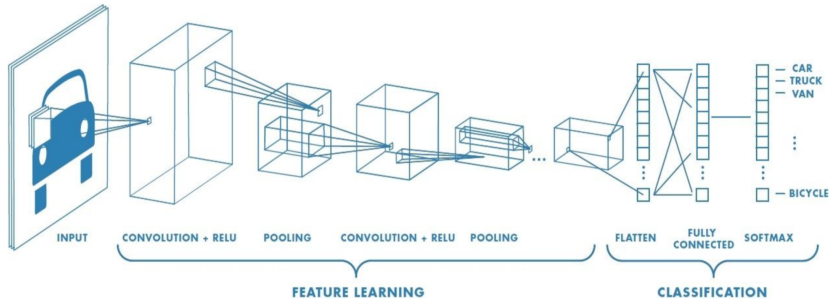 CAR
TRUCK
VAN
BICYCLE
INPUT
CONVOLUTION + RELU
POOLING
CONVOLUTION + RELU
POOLING
FLATTEN
FULLY
CONNECTED
SOFTMAX
FEATURE LEARNING
CLASSIFICATION